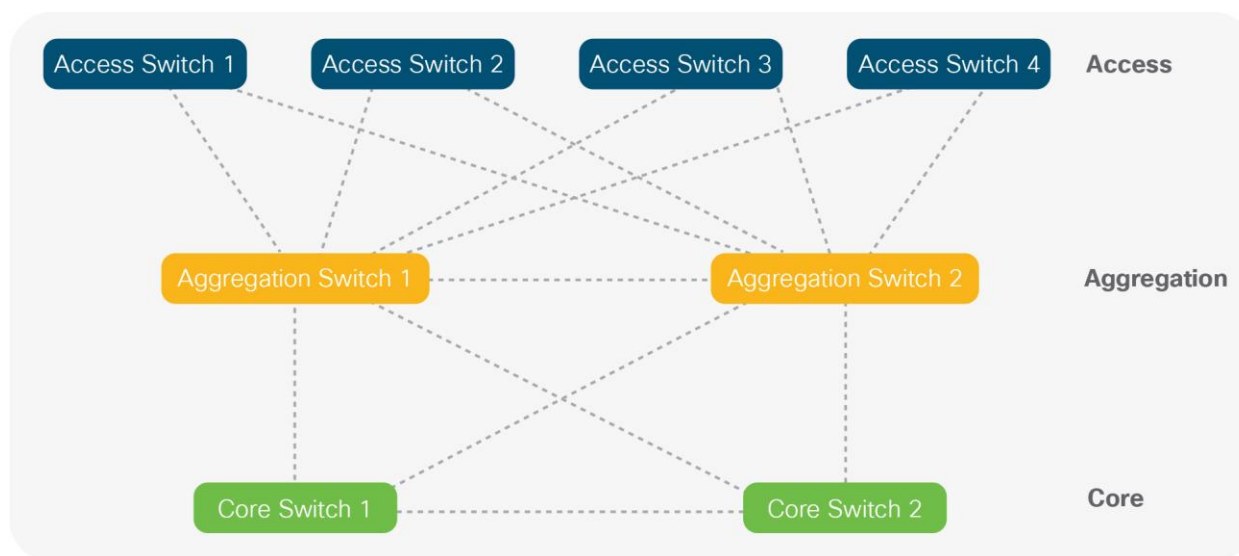 Access Switch 1
Access Switch 2
Access Switch 3
Access Switch 4
Access
Aggregation Switch 1
Aggregation Switch 2
Aggregation
Core Switch 1
Core Switch 2
Core